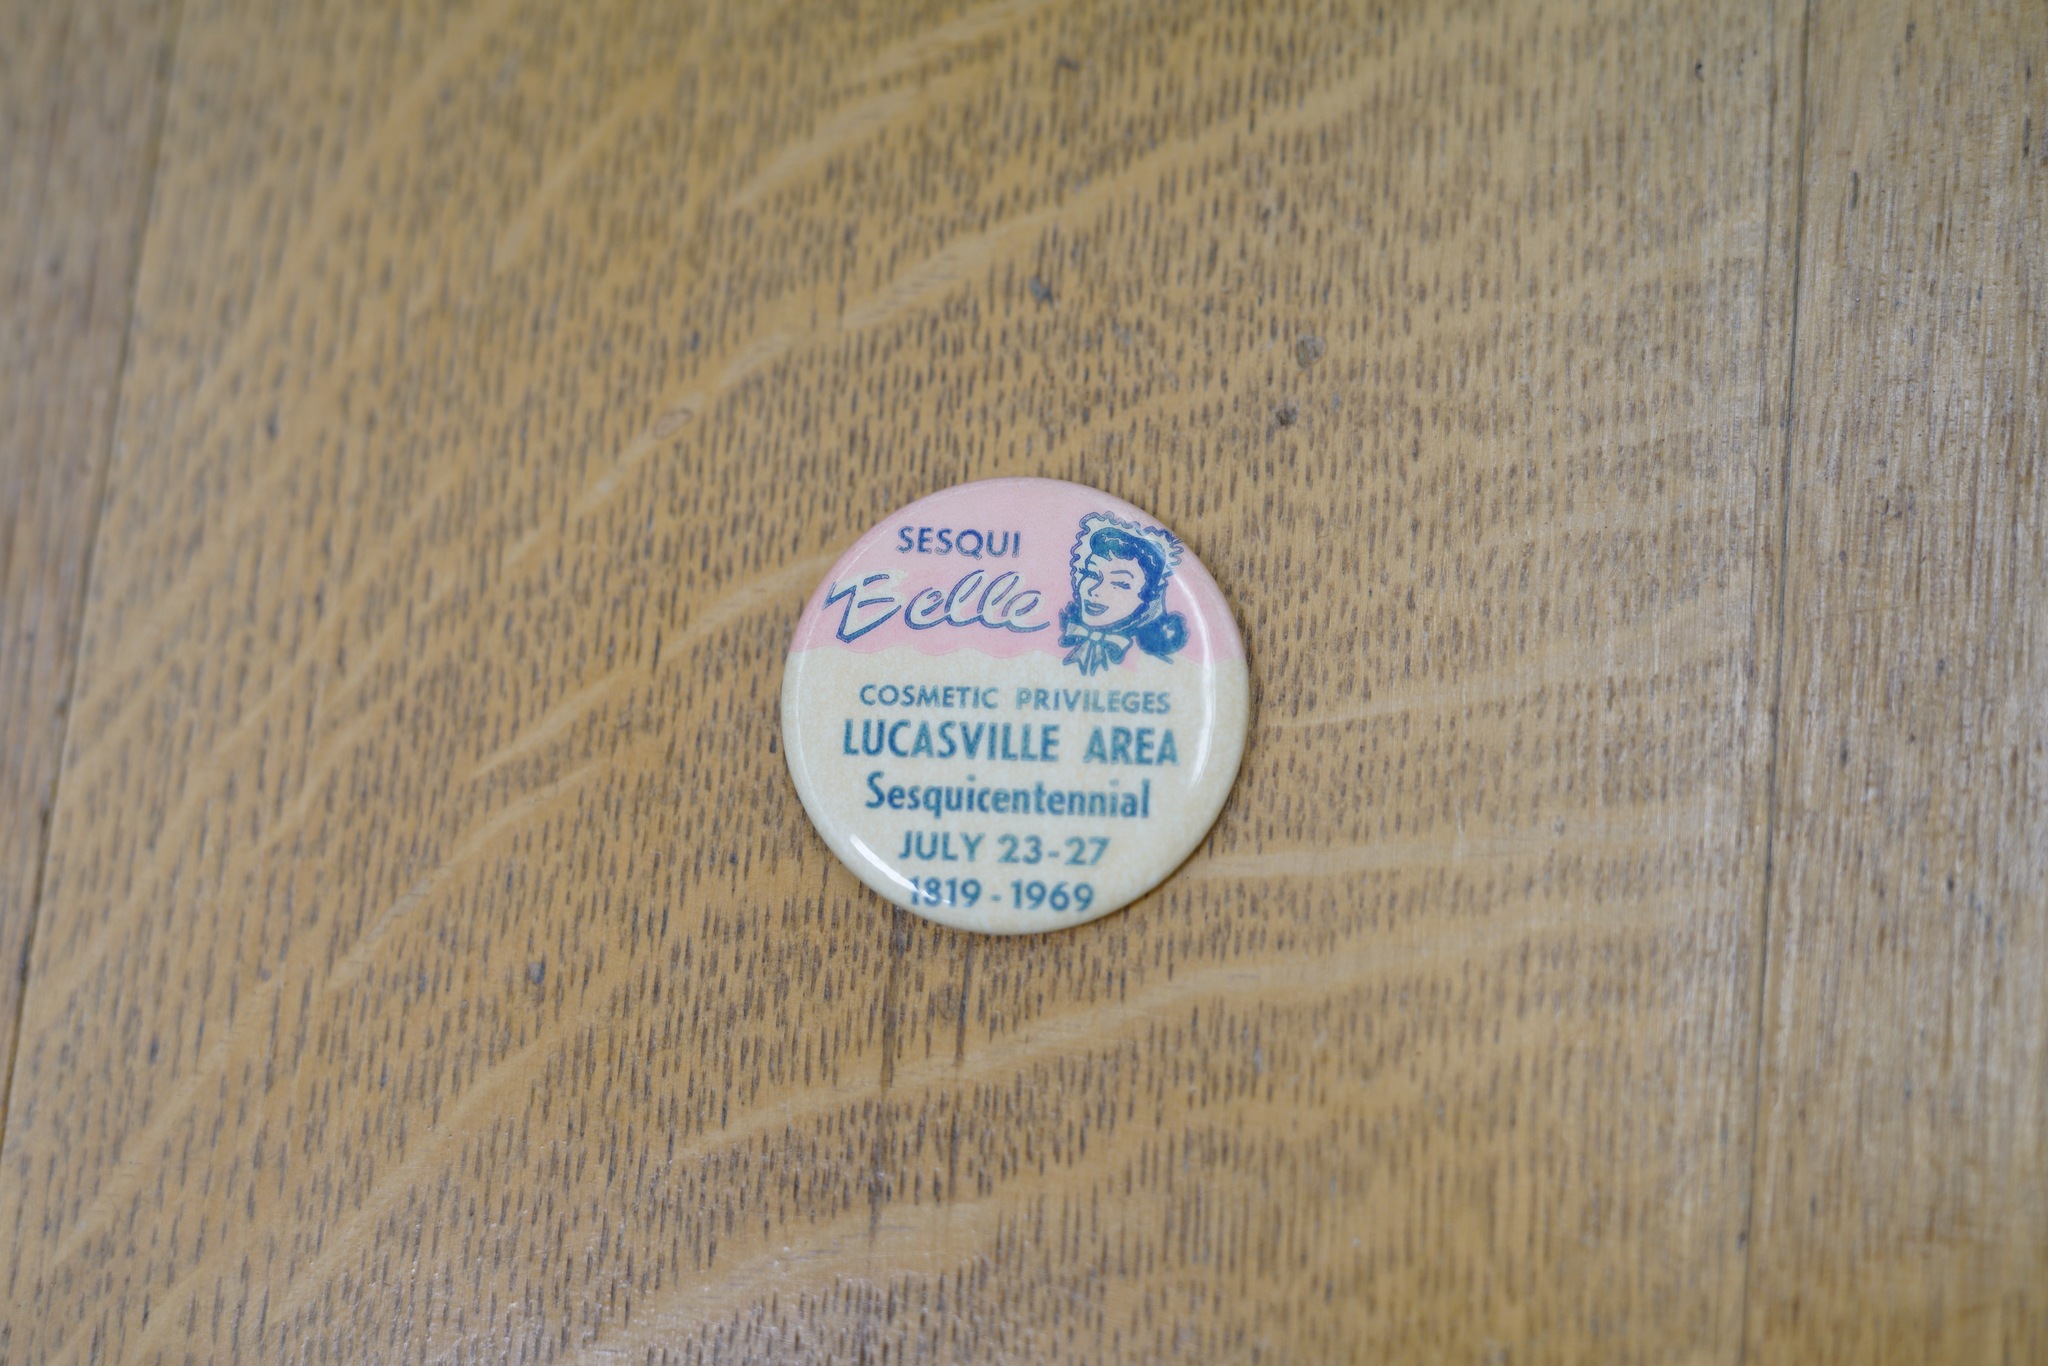 SESQUI
Belle
COSMETIC PRIVILEGES
LUCASVILLE AREA
Sesquicentennial
JULY 23-27
1819-1969